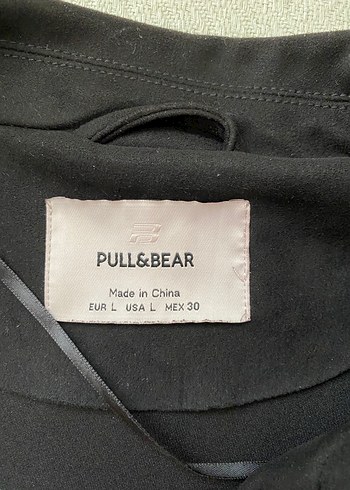 PULL&BEAR
Made in China
EUR L USA L MEX 30